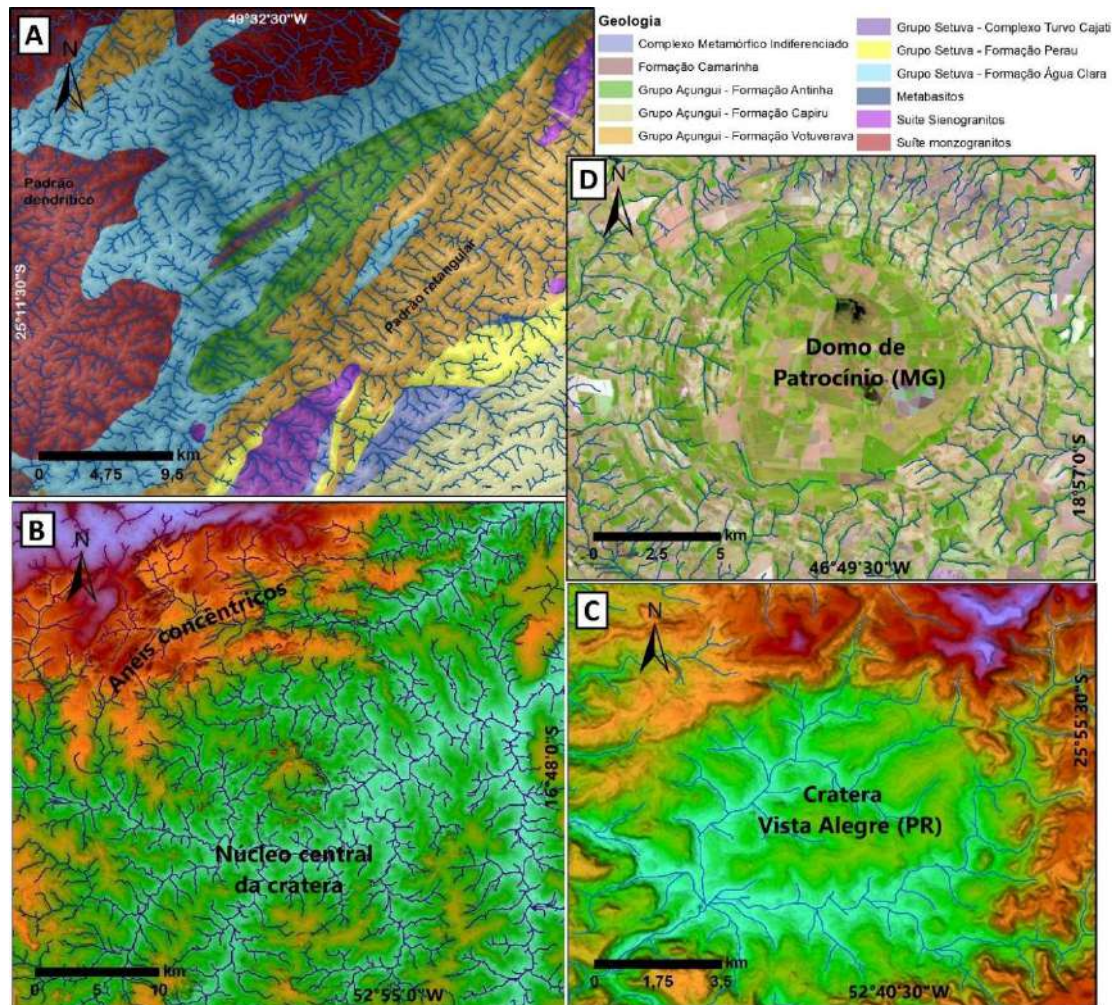 A
49°32'30"W
N
Padrão
dendrítico
Padrão retangular
25°11'30"S
km
0 4,75 9,5
Geologia
Complexo Metamórfico Indiferenciado
Formação Camarinha
Grupo Açungui - Formação Antinha
Grupo Açungui - Formação Capiru
Grupo Açungui - Formação Votuverava
Grupo Setuva - Complexo Turvo Cajati
Grupo Setuva - Formação Perau
Grupo Setuva - Formação Água Clara
Metabasitos
Suite Sienogranitos
Suíte monzogranitos
D
N
Domo de
Patrocínio (MG)
18°57'0"S
km
0 2,5 5
46°49'30"W
B
N
Anéis concêntricos
16°48'0"S
Núcleo central
da cratera
km
0 5 10
52°55'0"W
C
N
25°55'30"S
Cratera
Vista Alegre (PR)
km
0 1,75 3,5
52°40'30"W